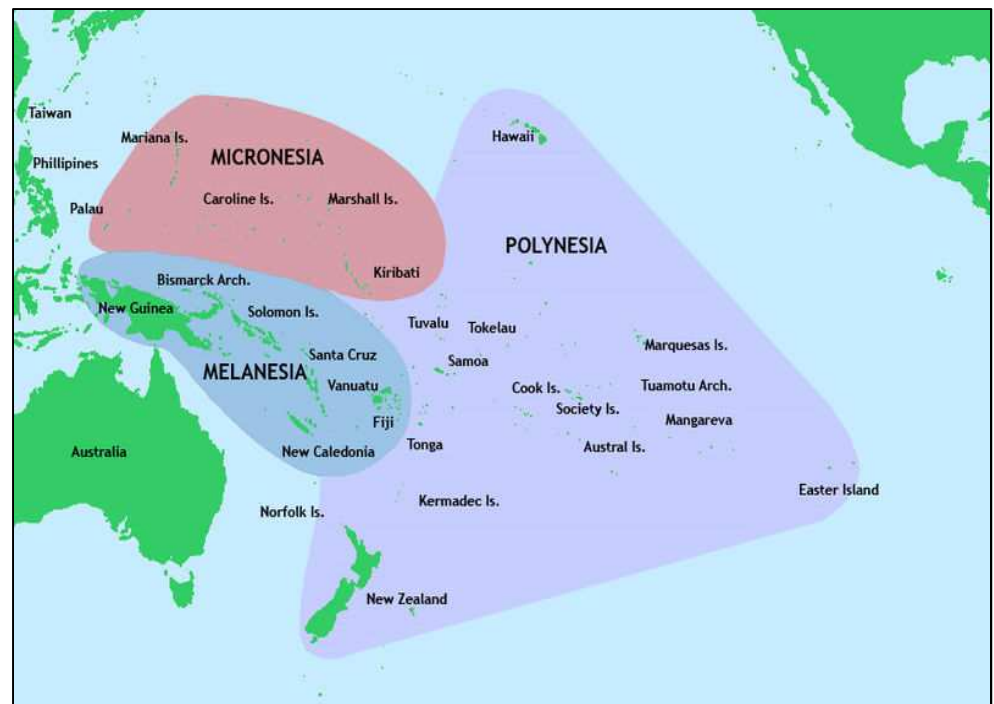 Taiwan
Mariana Is.
Hawaii
MICRONESIA
Phillipines
Caroline Is.
Marshall Is.
Palau
POLYNESIA
Kiribati
Bismarck Arch.
New Guinea
Solomon Is.
Tuvalu
Tokelau
Marquesas Is.
Santa Cruz
Samoa
MELANESIA
Vanuatu
Cook Is.
Tuamotu Arch.
Society Is.
Fiji
Mangareva
Tonga
Austral Is.
Australia
New Caledonia
Easter Island
Kermadec Is.
Norfolk Is.
New Zealand